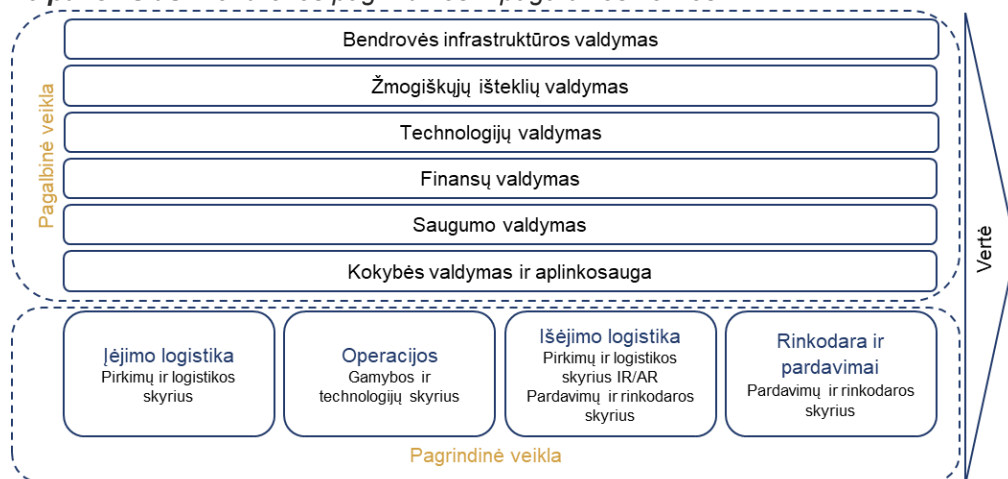 Bendrovės infrastruktūros valdymas
Žmogiškųjų išteklių valdymas
Technologijų valdymas
Finansų valdymas
Saugumo valdymas
Kokybės valdymas ir aplinkosauga
Pagalbinė veikla
Vertė
Įėjimo logistika
Pirkimų ir logistikos
skyrius
Operacijos
Gamybos ir
technologijų skyrius
Išėjimo logistika
Pirkimų ir logistikos
skyrius IR/AR
Pardavimų ir rinkodaros
skyrius
Rinkodara ir
pardavimai
Pardavimų ir rinkodaros
skyrius
Pagrindinė veikla